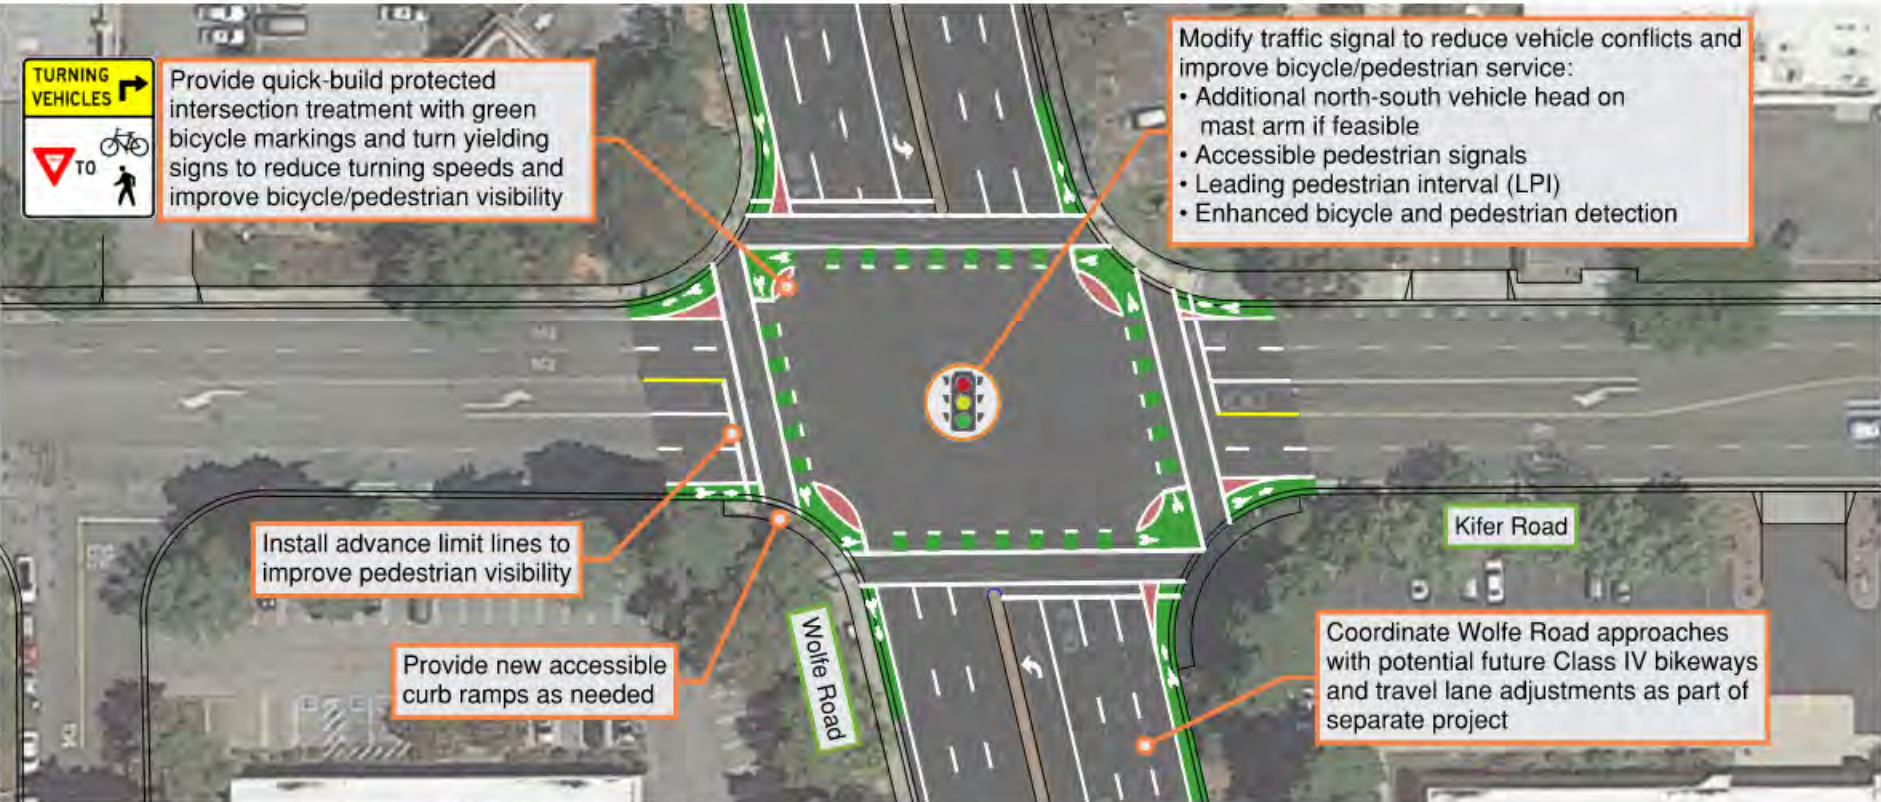 TURNING
VEHICLES
TO
Provide quick-build protected
intersection treatment with green
bicycle markings and turn yielding
signs to reduce turning speeds and
improve bicycle/pedestrian visibility
Modify traffic signal to reduce vehicle conflicts and
improve bicycle/pedestrian service:
• Additional north-south vehicle head on
mast arm if feasible
• Accessible pedestrian signals
• Leading pedestrian interval (LPI)
• Enhanced bicycle and pedestrian detection
Install advance limit lines to
improve pedestrian visibility
Kifer Road
Provide new accessible
curb ramps as needed
Wolfe Road
Coordinate Wolfe Road approaches
with potential future Class IV bikeways
and travel lane adjustments as part of
separate project